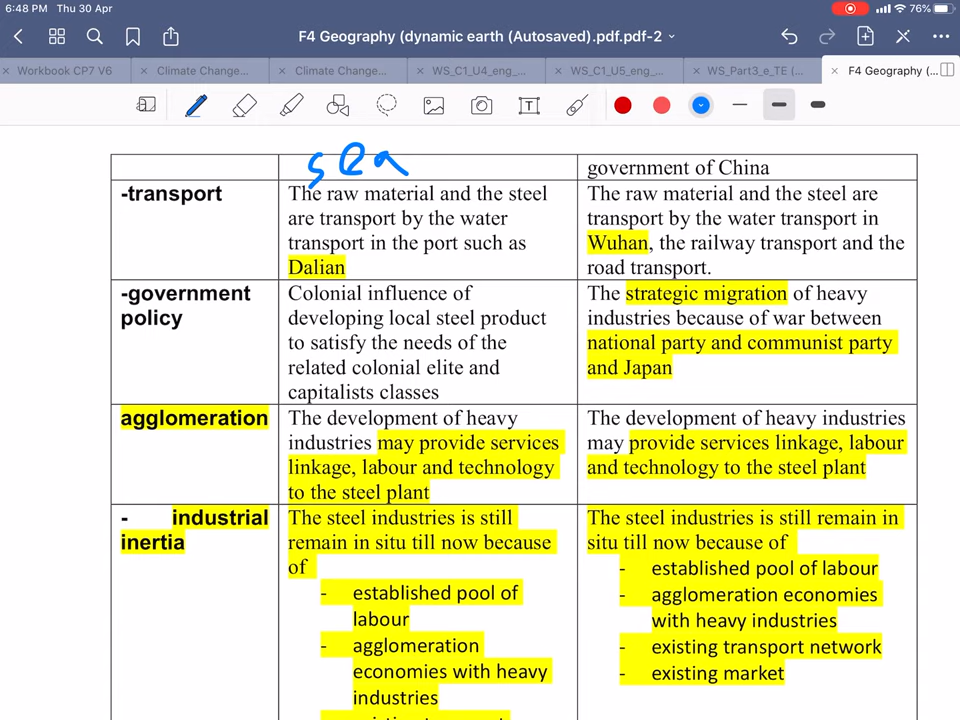 6:48 PM Thu 30 Apr
76%
F4 Geography (dynamic earth (Autosaved).pdf.pdf-2
Workbook CP7 V6
Climate Change...
Climate Change...
WS_C1_U4_eng_...
WS_C1_U5_eng_...
WS_Part3_e_TE (...
F4 Geography (...
T
sea
government of China
-transport
The raw material and the steel
are transport by the water
transport in the port such as
Dalian
The raw material and the steel are
transport by the water transport in
Wuhan, the railway transport and the
road transport.
-government
policy
Colonial influence of
developing local steel product
to satisfy the needs of the
related colonial elite and
capitalists classes
The strategic migration of heavy
industries because of war between
national party and communist party
and Japan
agglomeration
The development of heavy
industries may provide services
linkage, labour and technology
to the steel plant
The development of heavy industries
may provide services linkage, labour
and technology to the steel plant
- industrial
inertia
The steel industries is still
remain in situ till now because
of
- established pool of
labour
- agglomeration
economies with heavy
industries
The steel industries is still remain in
situ till now because of
- established pool of labour
- agglomeration economies
with heavy industries
- existing transport network
- existing market